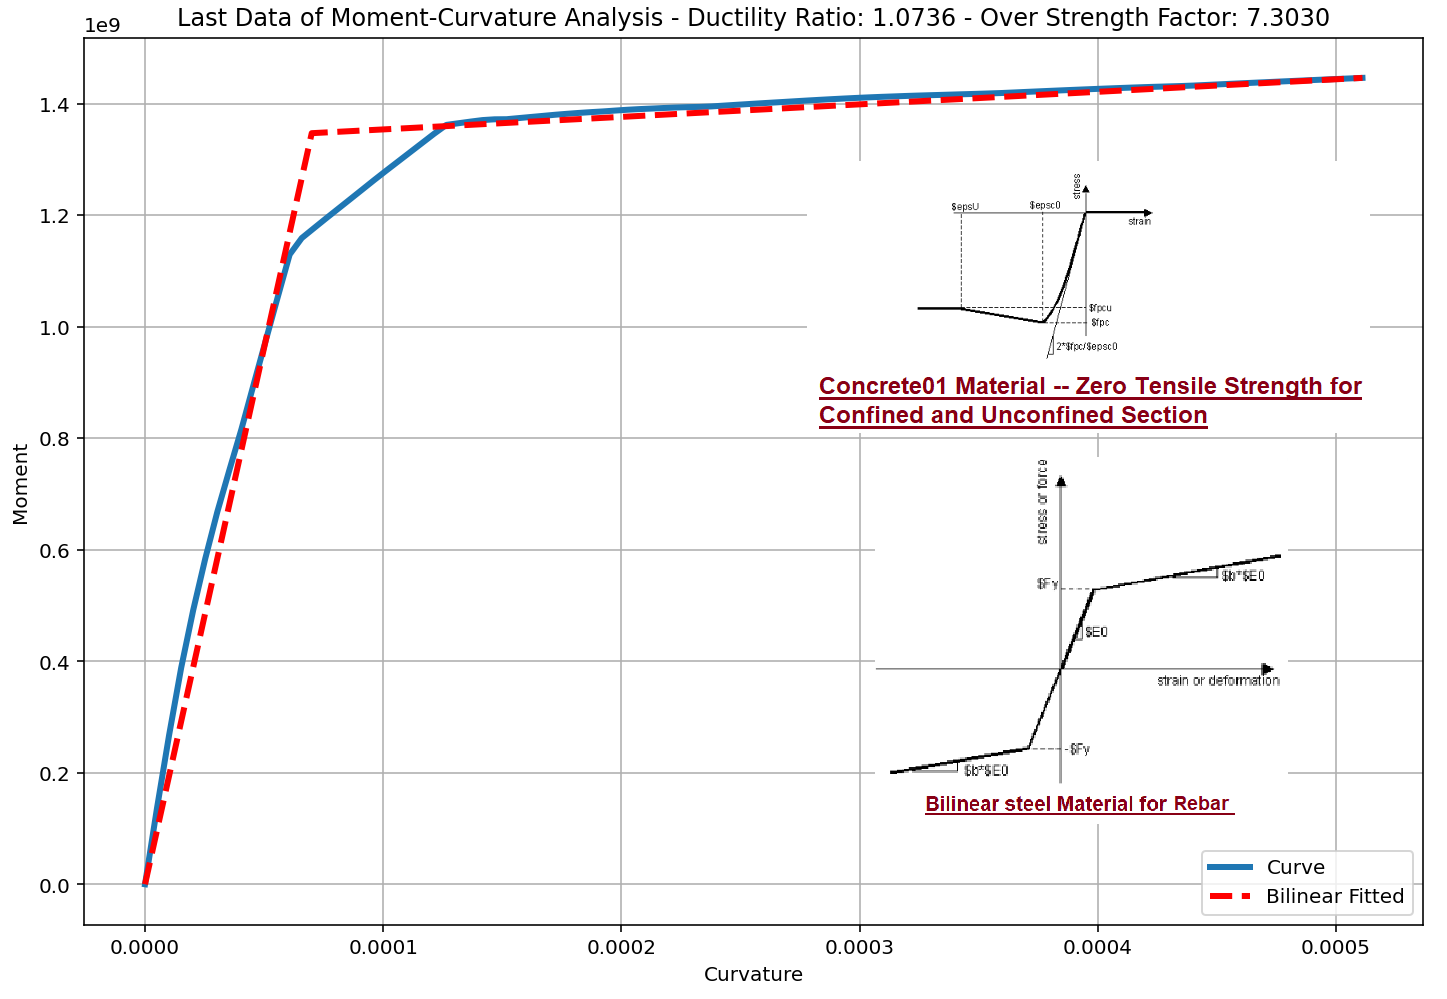 Last Data of Moment-Curvature Analysis - Ductility Ratio: 1.0736 - Over Strength Factor: 7.3030
1e9
1.4
1.2
1.0
0.8
0.6
0.4
0.2
0.0
Moment
0.0000
0.0001
0.0002
0.0003
0.0004
0.0005
Curvature
stress
$epsU
$epsc0
strain
$fpcu
$fpc
2*$fpc/$epsc0
Concrete01 Material -- Zero Tensile Strength for
Confined and Unconfined Section
stress or force
$Fy
$b*$E0
$E0
strain or deformation
-$Fy
$b*$E0
Bilinear steel Material for Rebar
Curve
Bilinear Fitted